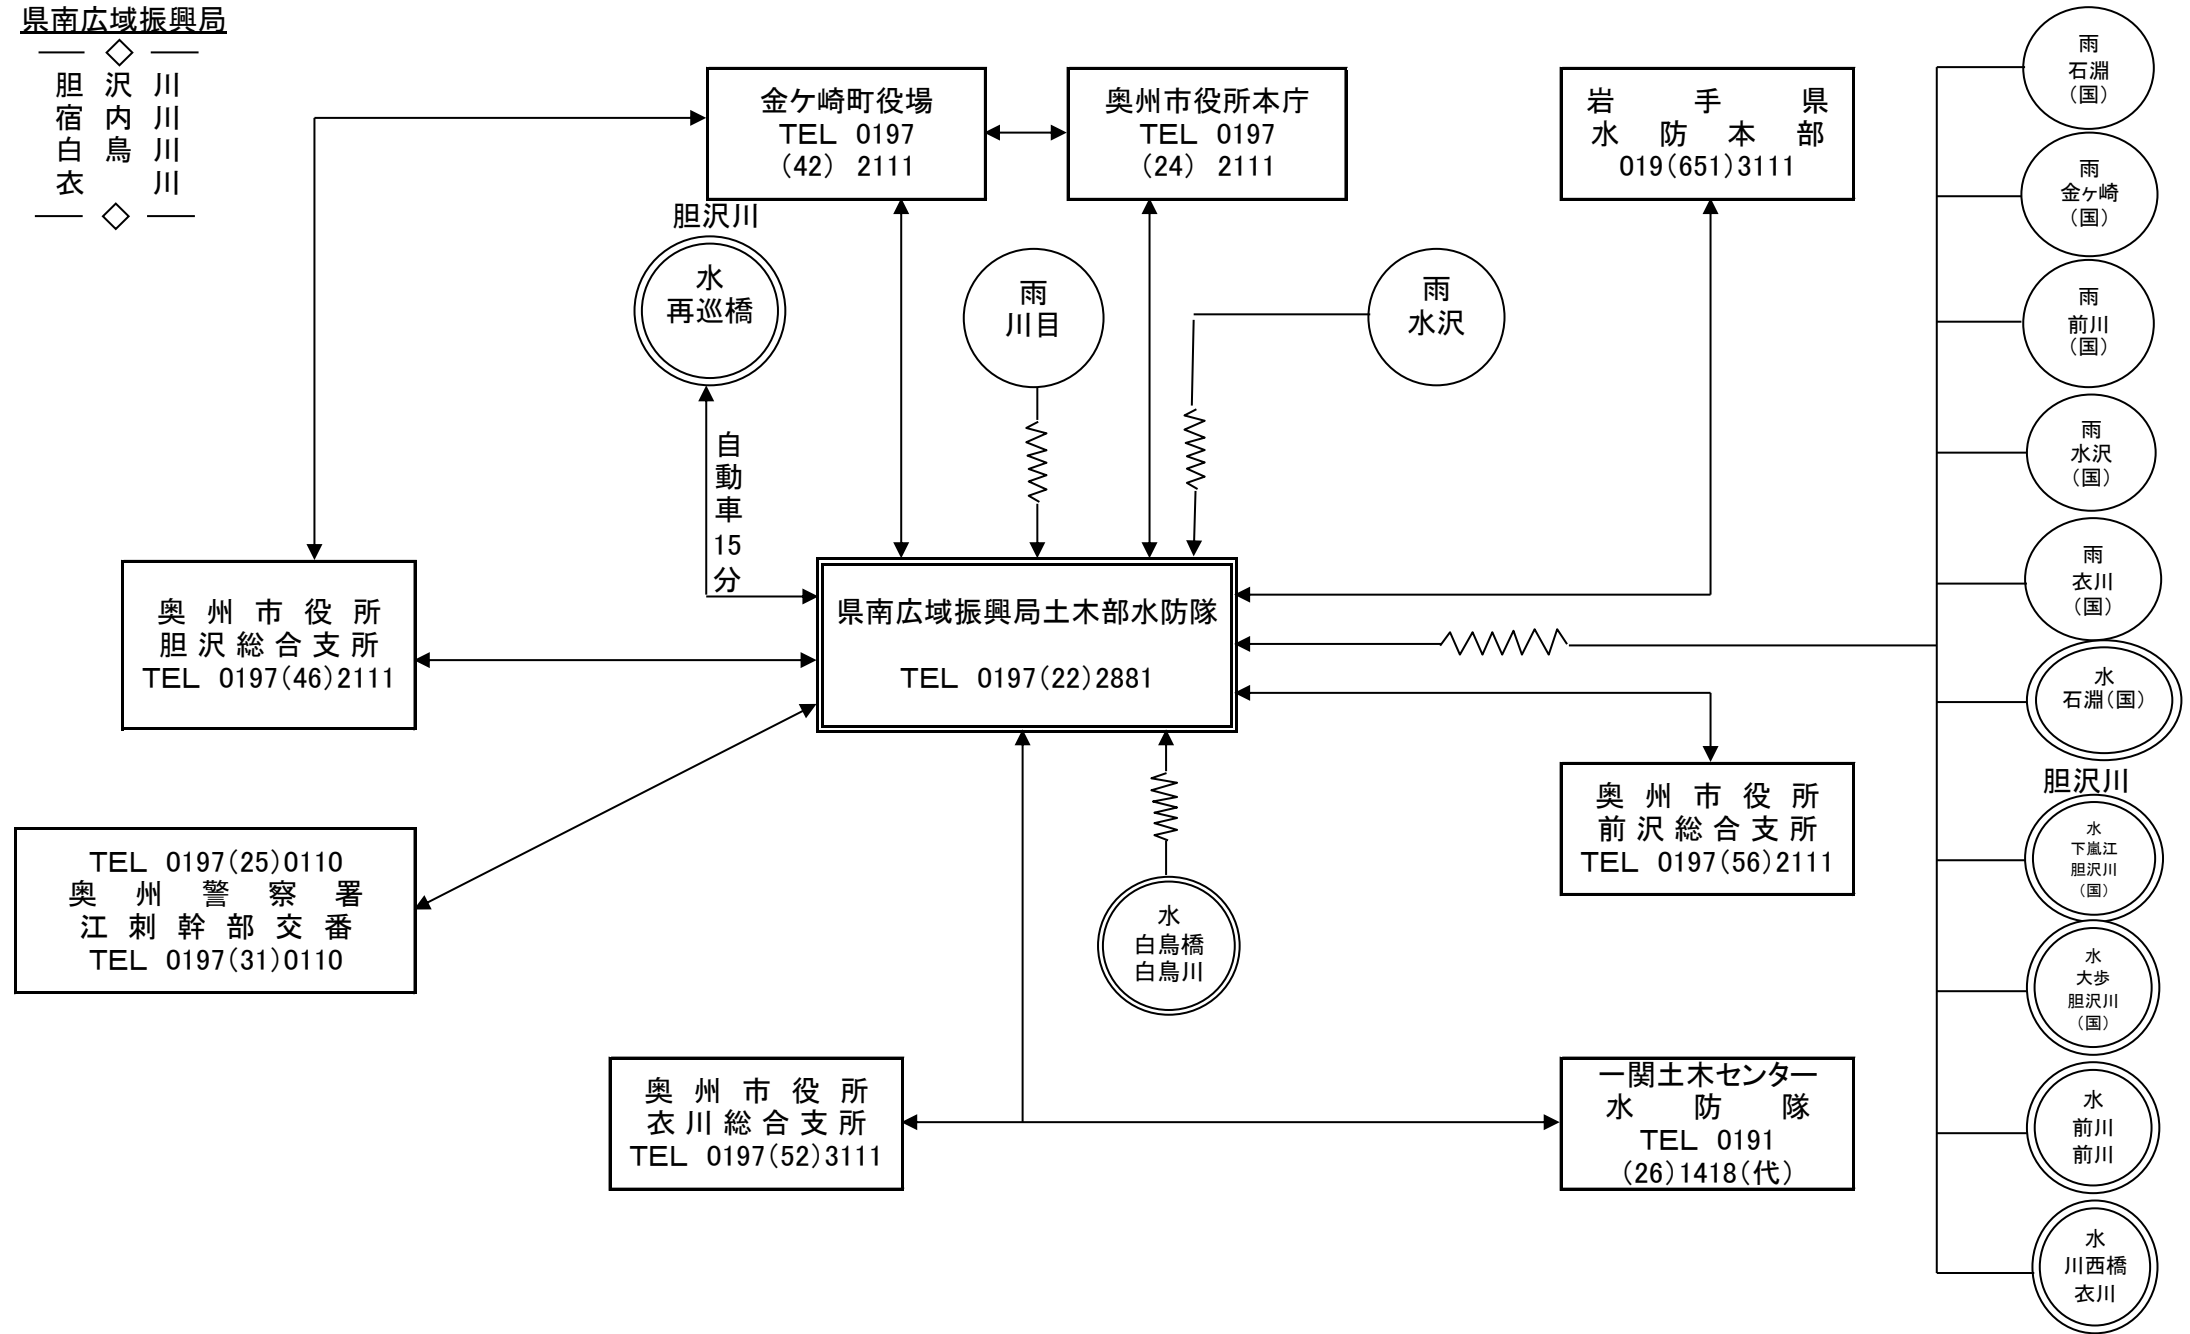 県南広域振興局
胆沢川
宿内川
白鳥川
衣川
金ケ崎町役場
TEL 0197
(42) 2111
奥州市役所本庁
TEL 0197
(24) 2111
岩手県
水防本部
019(651)3111
胆沢川
水
再巡橋
雨
川目
雨
水沢
自動車15分
奥州市役所
胆沢総合支所
TEL 0197(46)2111
県南広域振興局土木部水防隊
TEL 0197(22)2881
TEL 0197(25)0110
奥州警察署
江刺幹部交番
TEL 0197(31)0110
水
白鳥橋
白鳥川
奥州市役所
前沢総合支所
TEL 0197(56)2111
奥州市役所
衣川総合支所
TEL 0197(52)3111
一関土木センター
水防隊
TEL 0191
(26)1418(代)
雨
石淵
(国)
雨
金ヶ崎
(国)
雨
前川
(国)
雨
水沢
(国)
雨
衣川
(国)
水
石淵(国)
胆沢川
水
下嵐江
胆沢川
(国)
水
大歩
胆沢川
(国)
水
前川
前川
水
川西橋
衣川